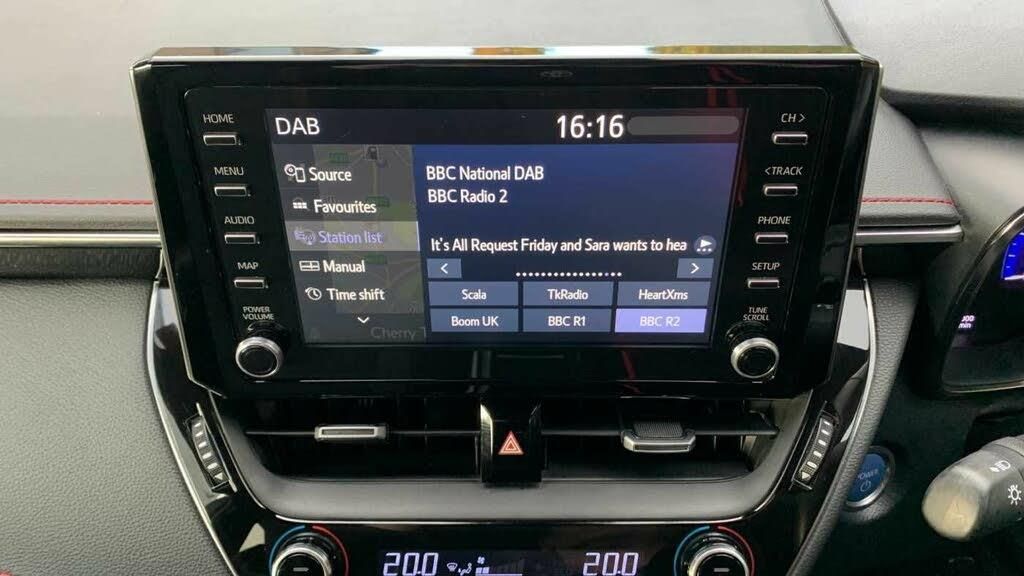 HOME
MENU
AUDIO
MAP
POWER
VOLUME
DAB
16:16
Source
Favourites
Station list
Manual
Time shift
Cherry T
BBC National DAB
BBC Radio 2
It's All Request Friday and Sara wants to hea
<
>
Scala
TkRadio
HeartXms
Boom UK
BBC R1
BBC R2
CH >
< TRACK
PHONE
SETUP
TUNE
SCROLL
POWER
20.0
20.0